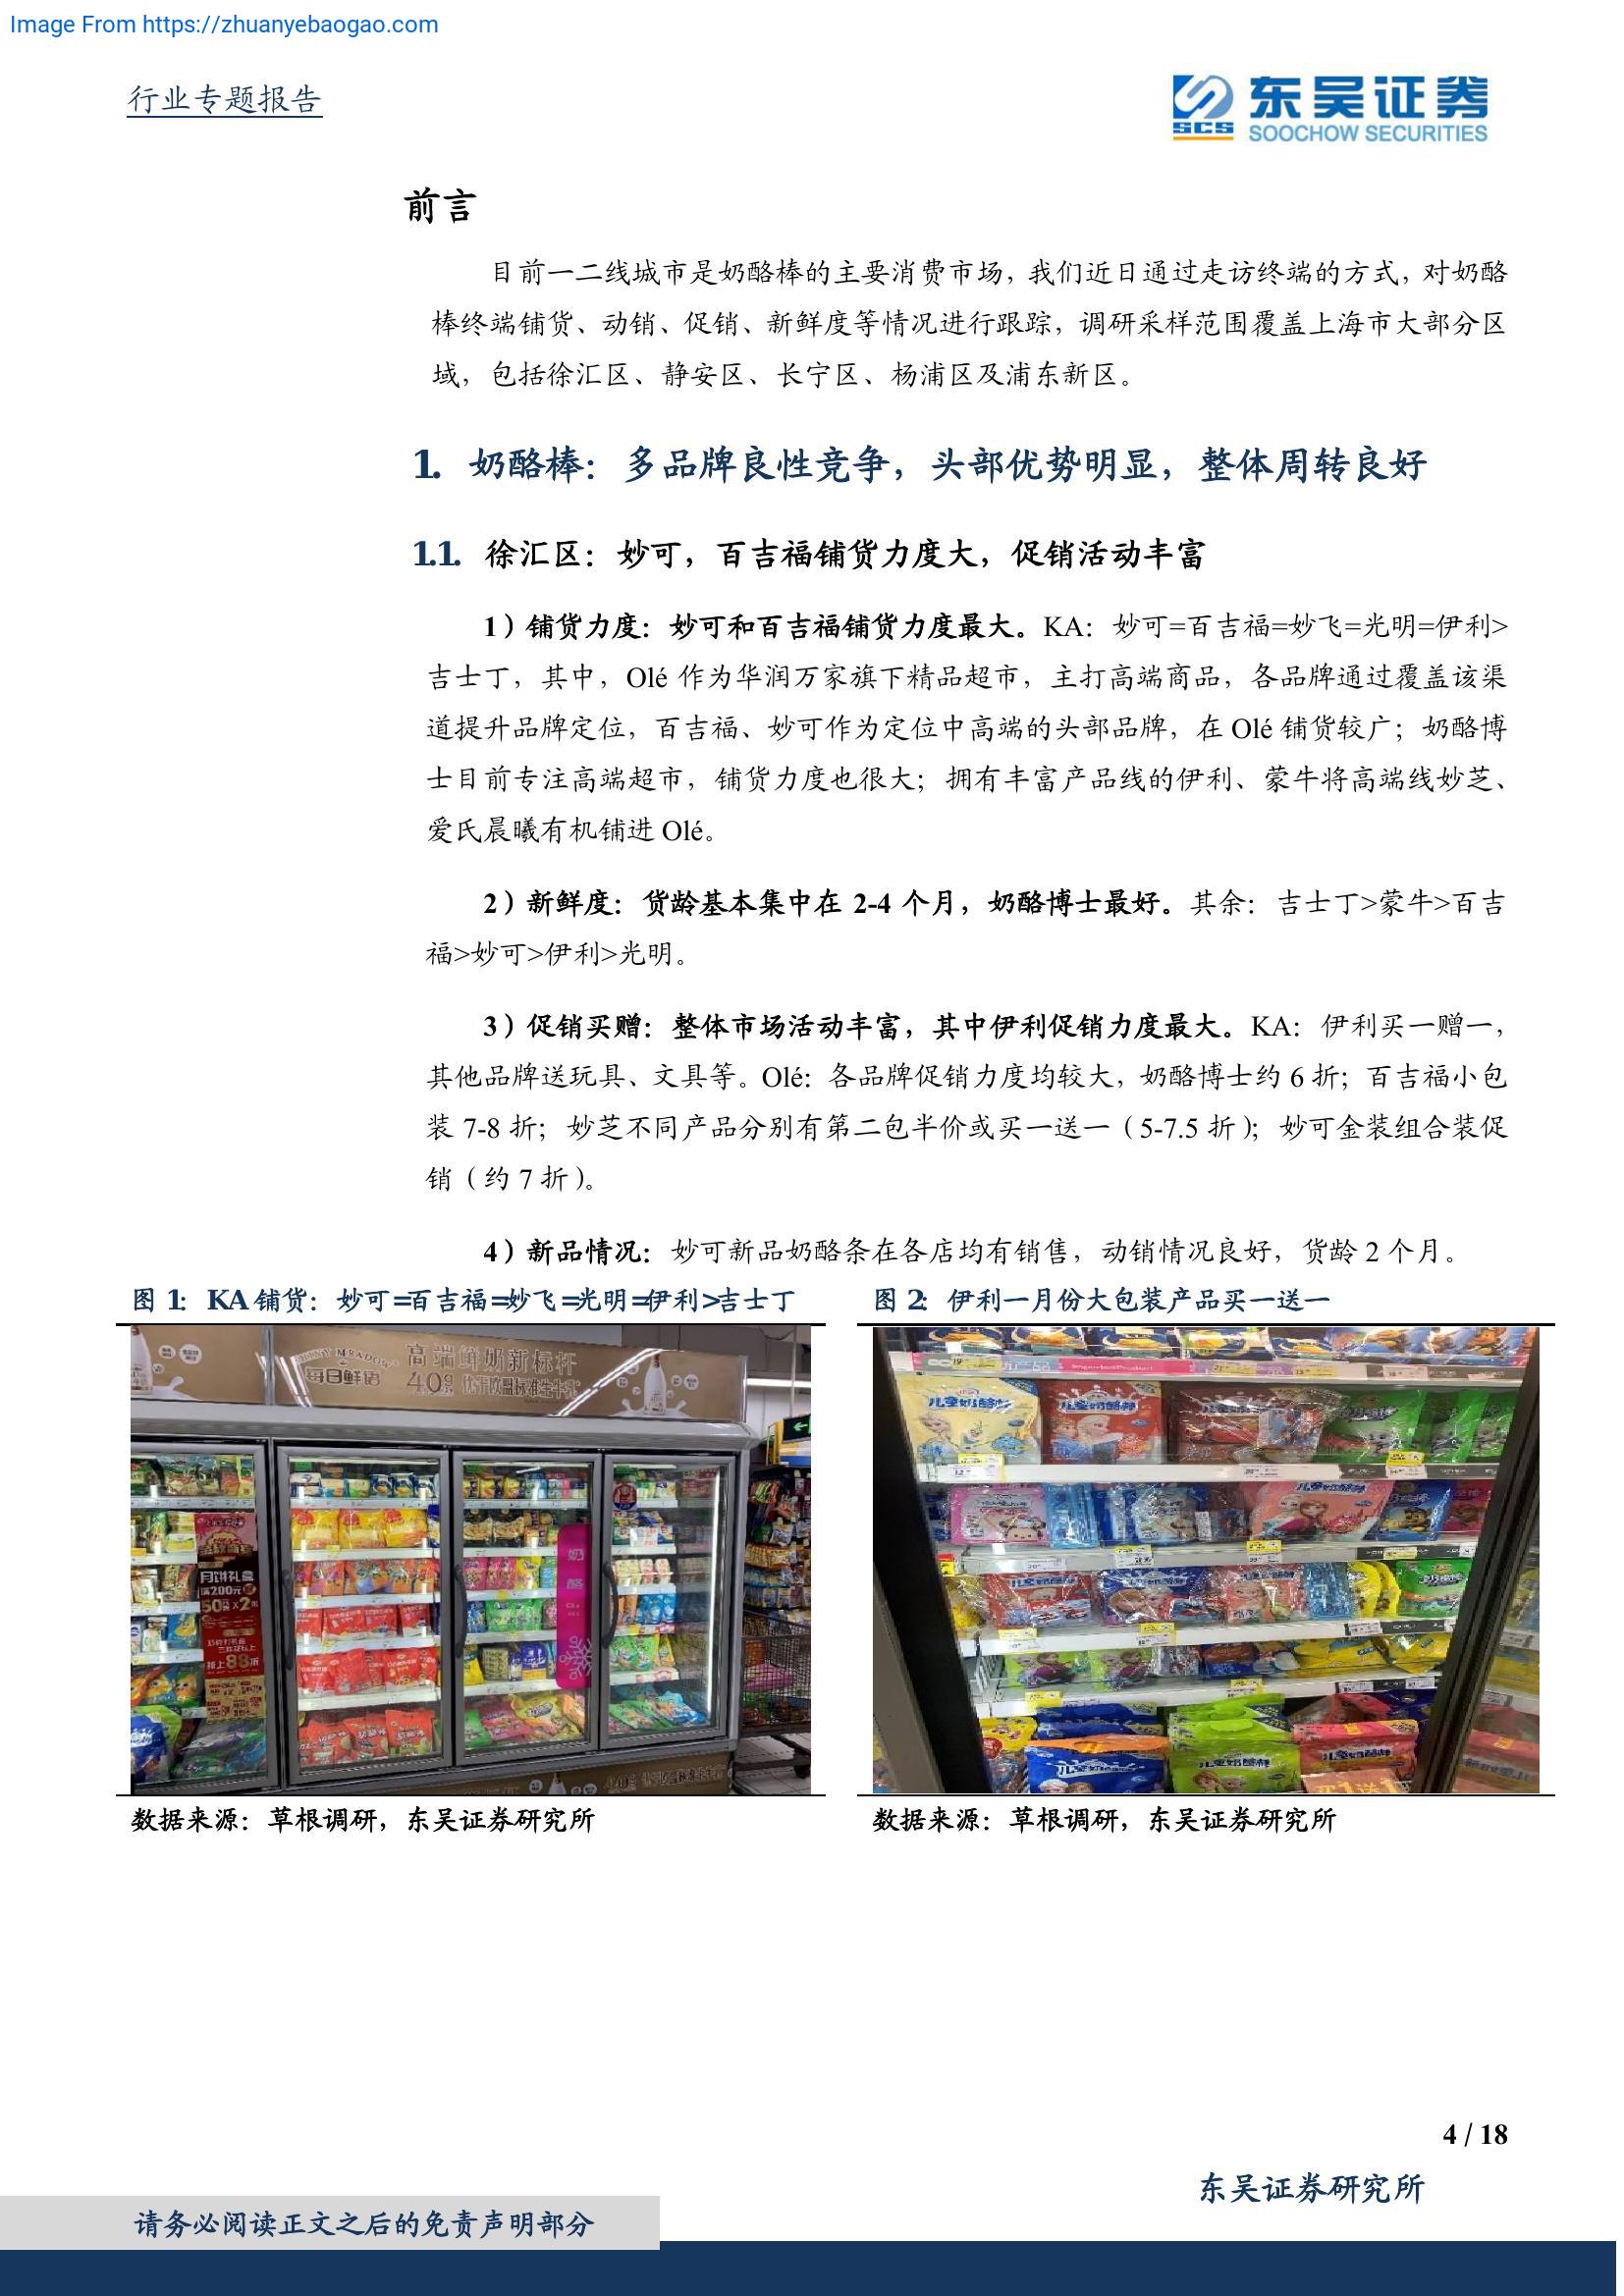 Image From https://zhuanyebaogao.com
行业专题报告
东吴证券
SCS
SOOCHOW SECURITIES
前言
目前一二线城市是奶酪棒的主要消费市场，我们近日通过走访终端的方式，对奶酪
棒终端铺货、动销、促销、新鲜度等情况进行跟踪，调研采样范围覆盖上海市大部分区
域，包括徐汇区、静安区、长宁区、杨浦区及浦东新区。
1. 奶酪棒：多品牌良性竞争，头部优势明显，整体周转良好
1.1. 徐汇区：妙可，百吉福铺货力度大，促销活动丰富
1）铺货力度：妙可和百吉福铺货力度最大。KA：妙可=百吉福=妙飞=光明=伊利>
吉士丁，其中，Olé 作为华润万家旗下精品超市，主打高端商品，各品牌通过覆盖该渠
道提升品牌定位，百吉福、妙可作为定位中高端的头部品牌，在 Olé 铺货较广；奶酪博
士目前专注高端超市，铺货力度也很大；拥有丰富产品线的伊利、蒙牛将高端线妙芝、
爱氏晨曦有机铺进 Olé。
2）新鲜度：货龄基本集中在 2-4 个月，奶酪博士最好。其余：吉士丁>蒙牛>百吉
福>妙可>伊利>光明。
3）促销买赠：整体市场活动丰富，其中伊利促销力度最大。KA：伊利买一赠一，
其他品牌送玩具、文具等。Olé：各品牌促销力度均较大，奶酪博士约 6 折；百吉福小包
装 7-8 折；妙芝不同产品分别有第二包半价或买一送一（5-7.5 折）；妙可金装组合装促
销（约 7 折）。
4）新品情况：妙可新品奶酪条在各店均有销售，动销情况良好，货龄 2 个月。
图 1：KA 铺货：妙可=百吉福=妙飞=光明=伊利>吉士丁
图 2：伊利一月份大包装产品买一送一
高端鲜奶新标杆
每日鲜语
月饼礼盒
满200元
儿童奶酪棒
儿童奶酪棒
儿童奶酪棒
儿童奶酪棒
儿童奶酪棒
数据来源：草根调研，东吴证券研究所
数据来源：草根调研，东吴证券研究所
4 / 18
东吴证券研究所
请务必阅读正文之后的免责声明部分